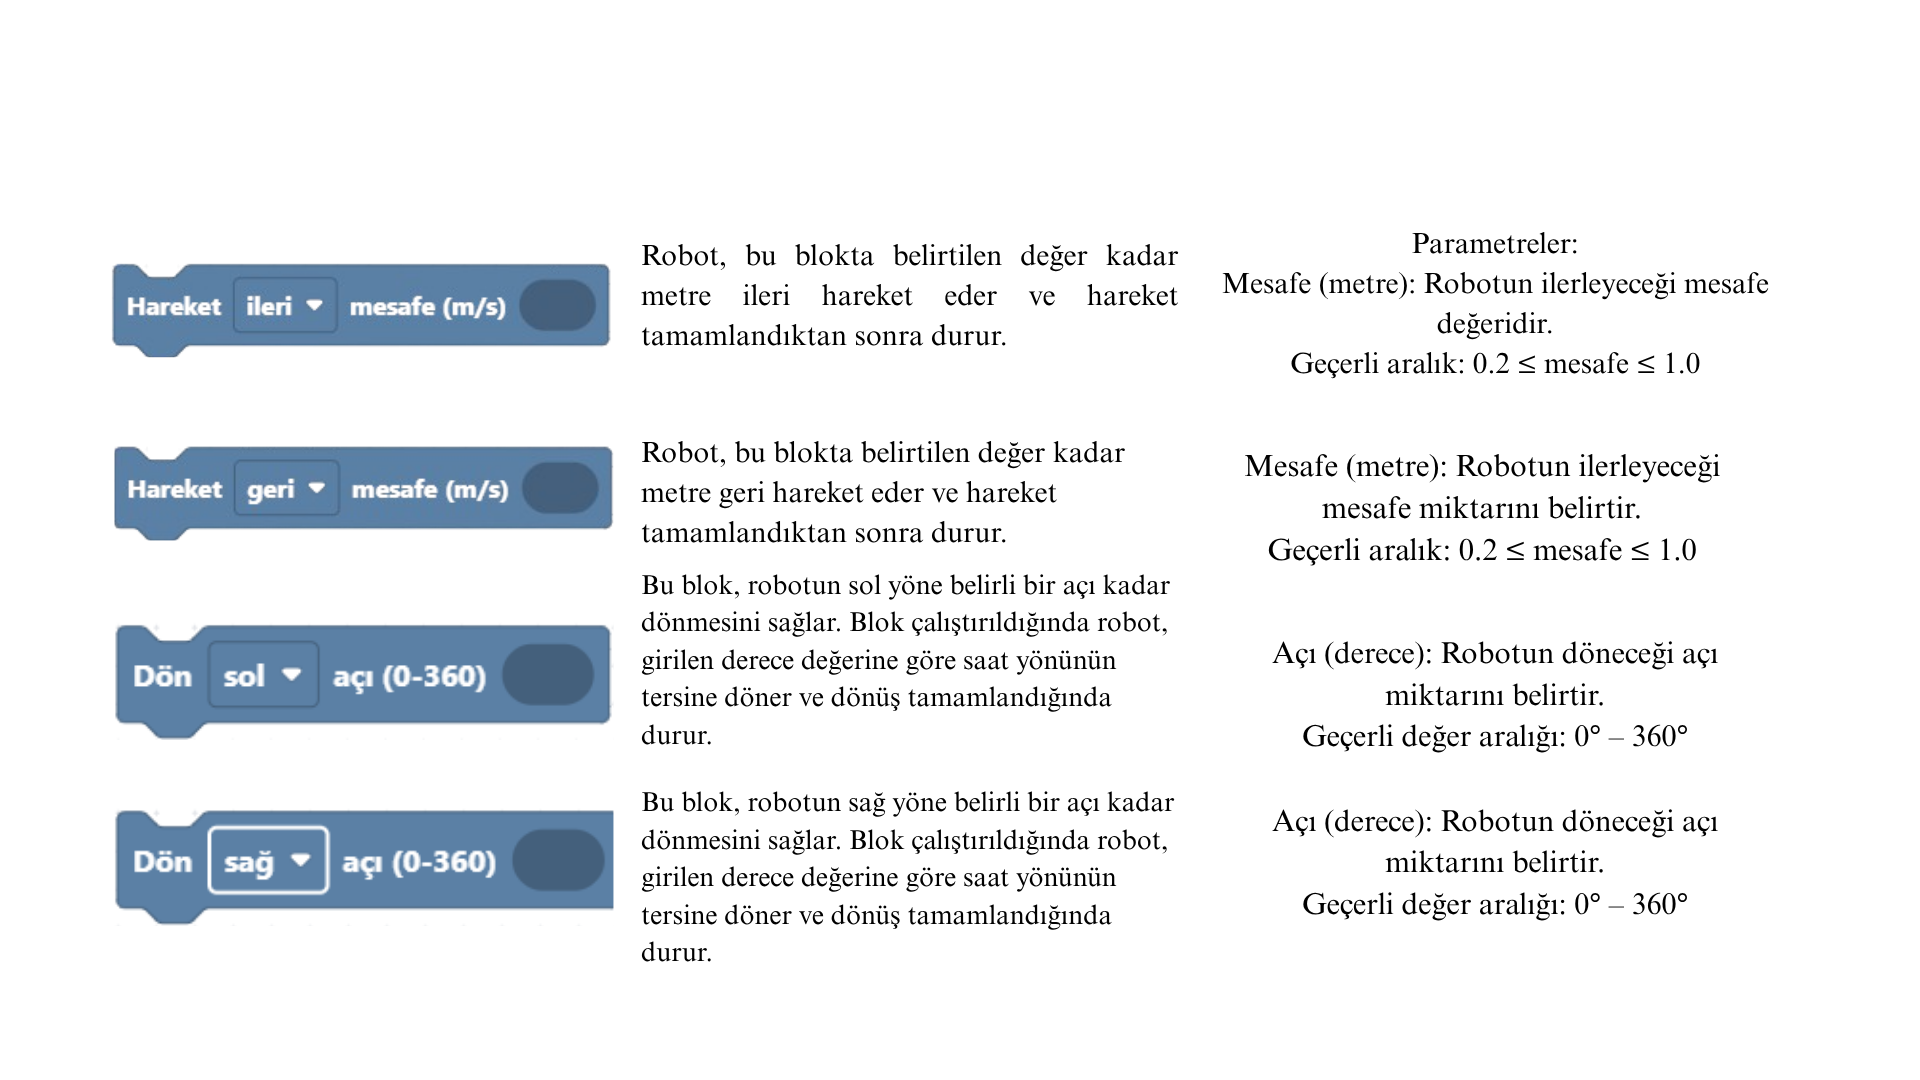 Hareket ileri mesafe (m/s)
Robot, bu blokta belirtilen değer kadar
metre ileri hareket eder ve hareket
tamamlandıktan sonra durur.
Parametreler:
Mesafe (metre): Robotun ilerleyeceği mesafe
değeridir.
Geçerli aralık: 0.2 ≤ mesafe ≤ 1.0
Hareket geri mesafe (m/s)
Robot, bu blokta belirtilen değer kadar
metre geri hareket eder ve hareket
tamamlandıktan sonra durur.
Mesafe (metre): Robotun ilerleyeceği
mesafe miktarını belirtir.
Geçerli aralık: 0.2 ≤ mesafe ≤ 1.0
Dön sol açı (0-360)
Bu blok, robotun sol yöne belirli bir açı kadar
dönmesini sağlar. Blok çalıştırıldığında robot,
girilen derece değerine göre saat yönünün
tersine döner ve dönüş tamamlandığında
durur.
Açı (derece): Robotun döneceği açı
miktarını belirtir.
Geçerli değer aralığı: 0° – 360°
Dön sağ açı (0-360)
Bu blok, robotun sağ yöne belirli bir açı kadar
dönmesini sağlar. Blok çalıştırıldığında robot,
girilen derece değerine göre saat yönünün
tersine döner ve dönüş tamamlandığında
durur.
Açı (derece): Robotun döneceği açı
miktarını belirtir.
Geçerli değer aralığı: 0° – 360°